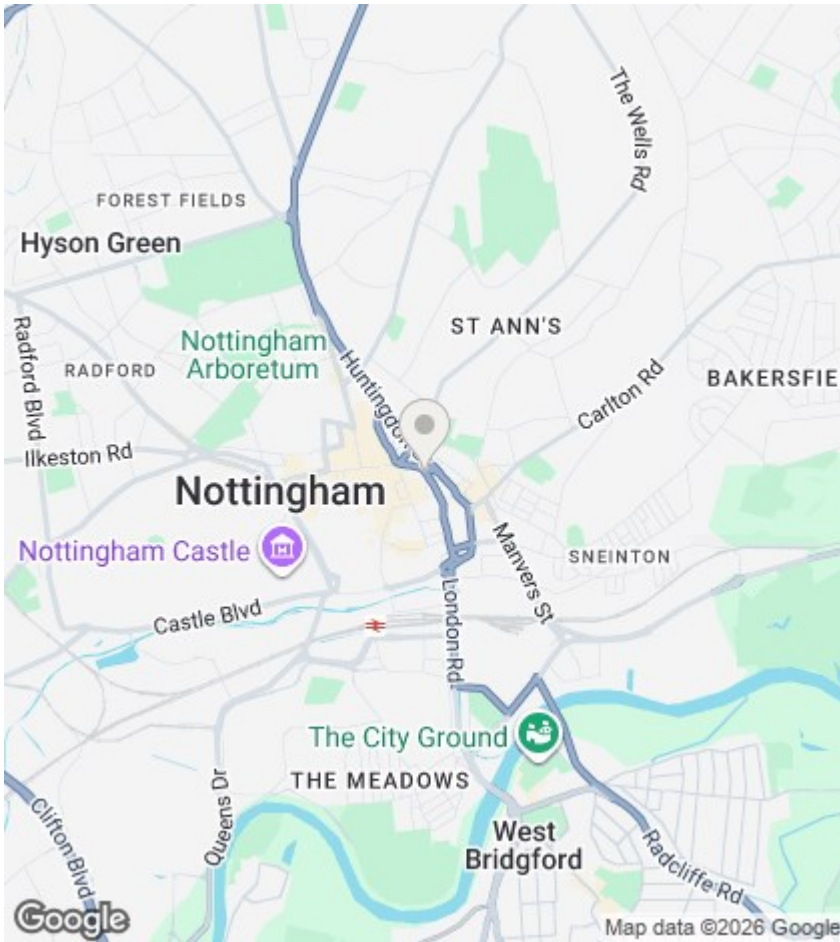 The Wells Rd
FOREST FIELDS
Hyson Green
ST ANN'S
Nottingham
Arboretum
Radford Blvd
RADFORD
Carlton Rd
BAKERSFIE
Ilkeston Rd
Nottingham
Nottingham Castle
Manvers St
SNEINTON
Castle Blvd
London Rd
The City Ground
THE MEADOWS
Queens Dr
Clifton Blvd
West
Bridgford
Radcliffe Rd
Google
Map data ©2026 Google